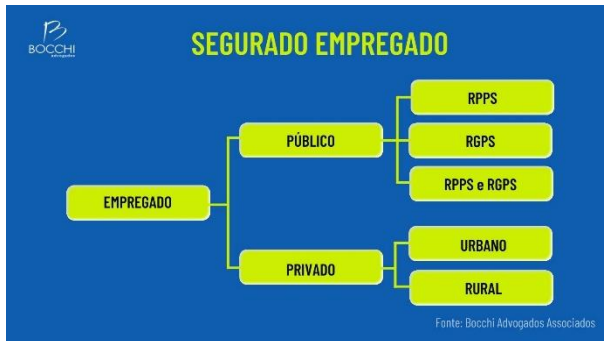 BOCCHI
Advogados
SEGURADO EMPREGADO
EMPREGADO
PÚBLICO
RPPS
RGPS
RPPS e RGPS
PRIVADO
URBANO
RURAL
Fonte: Bocchi Advogados Associados